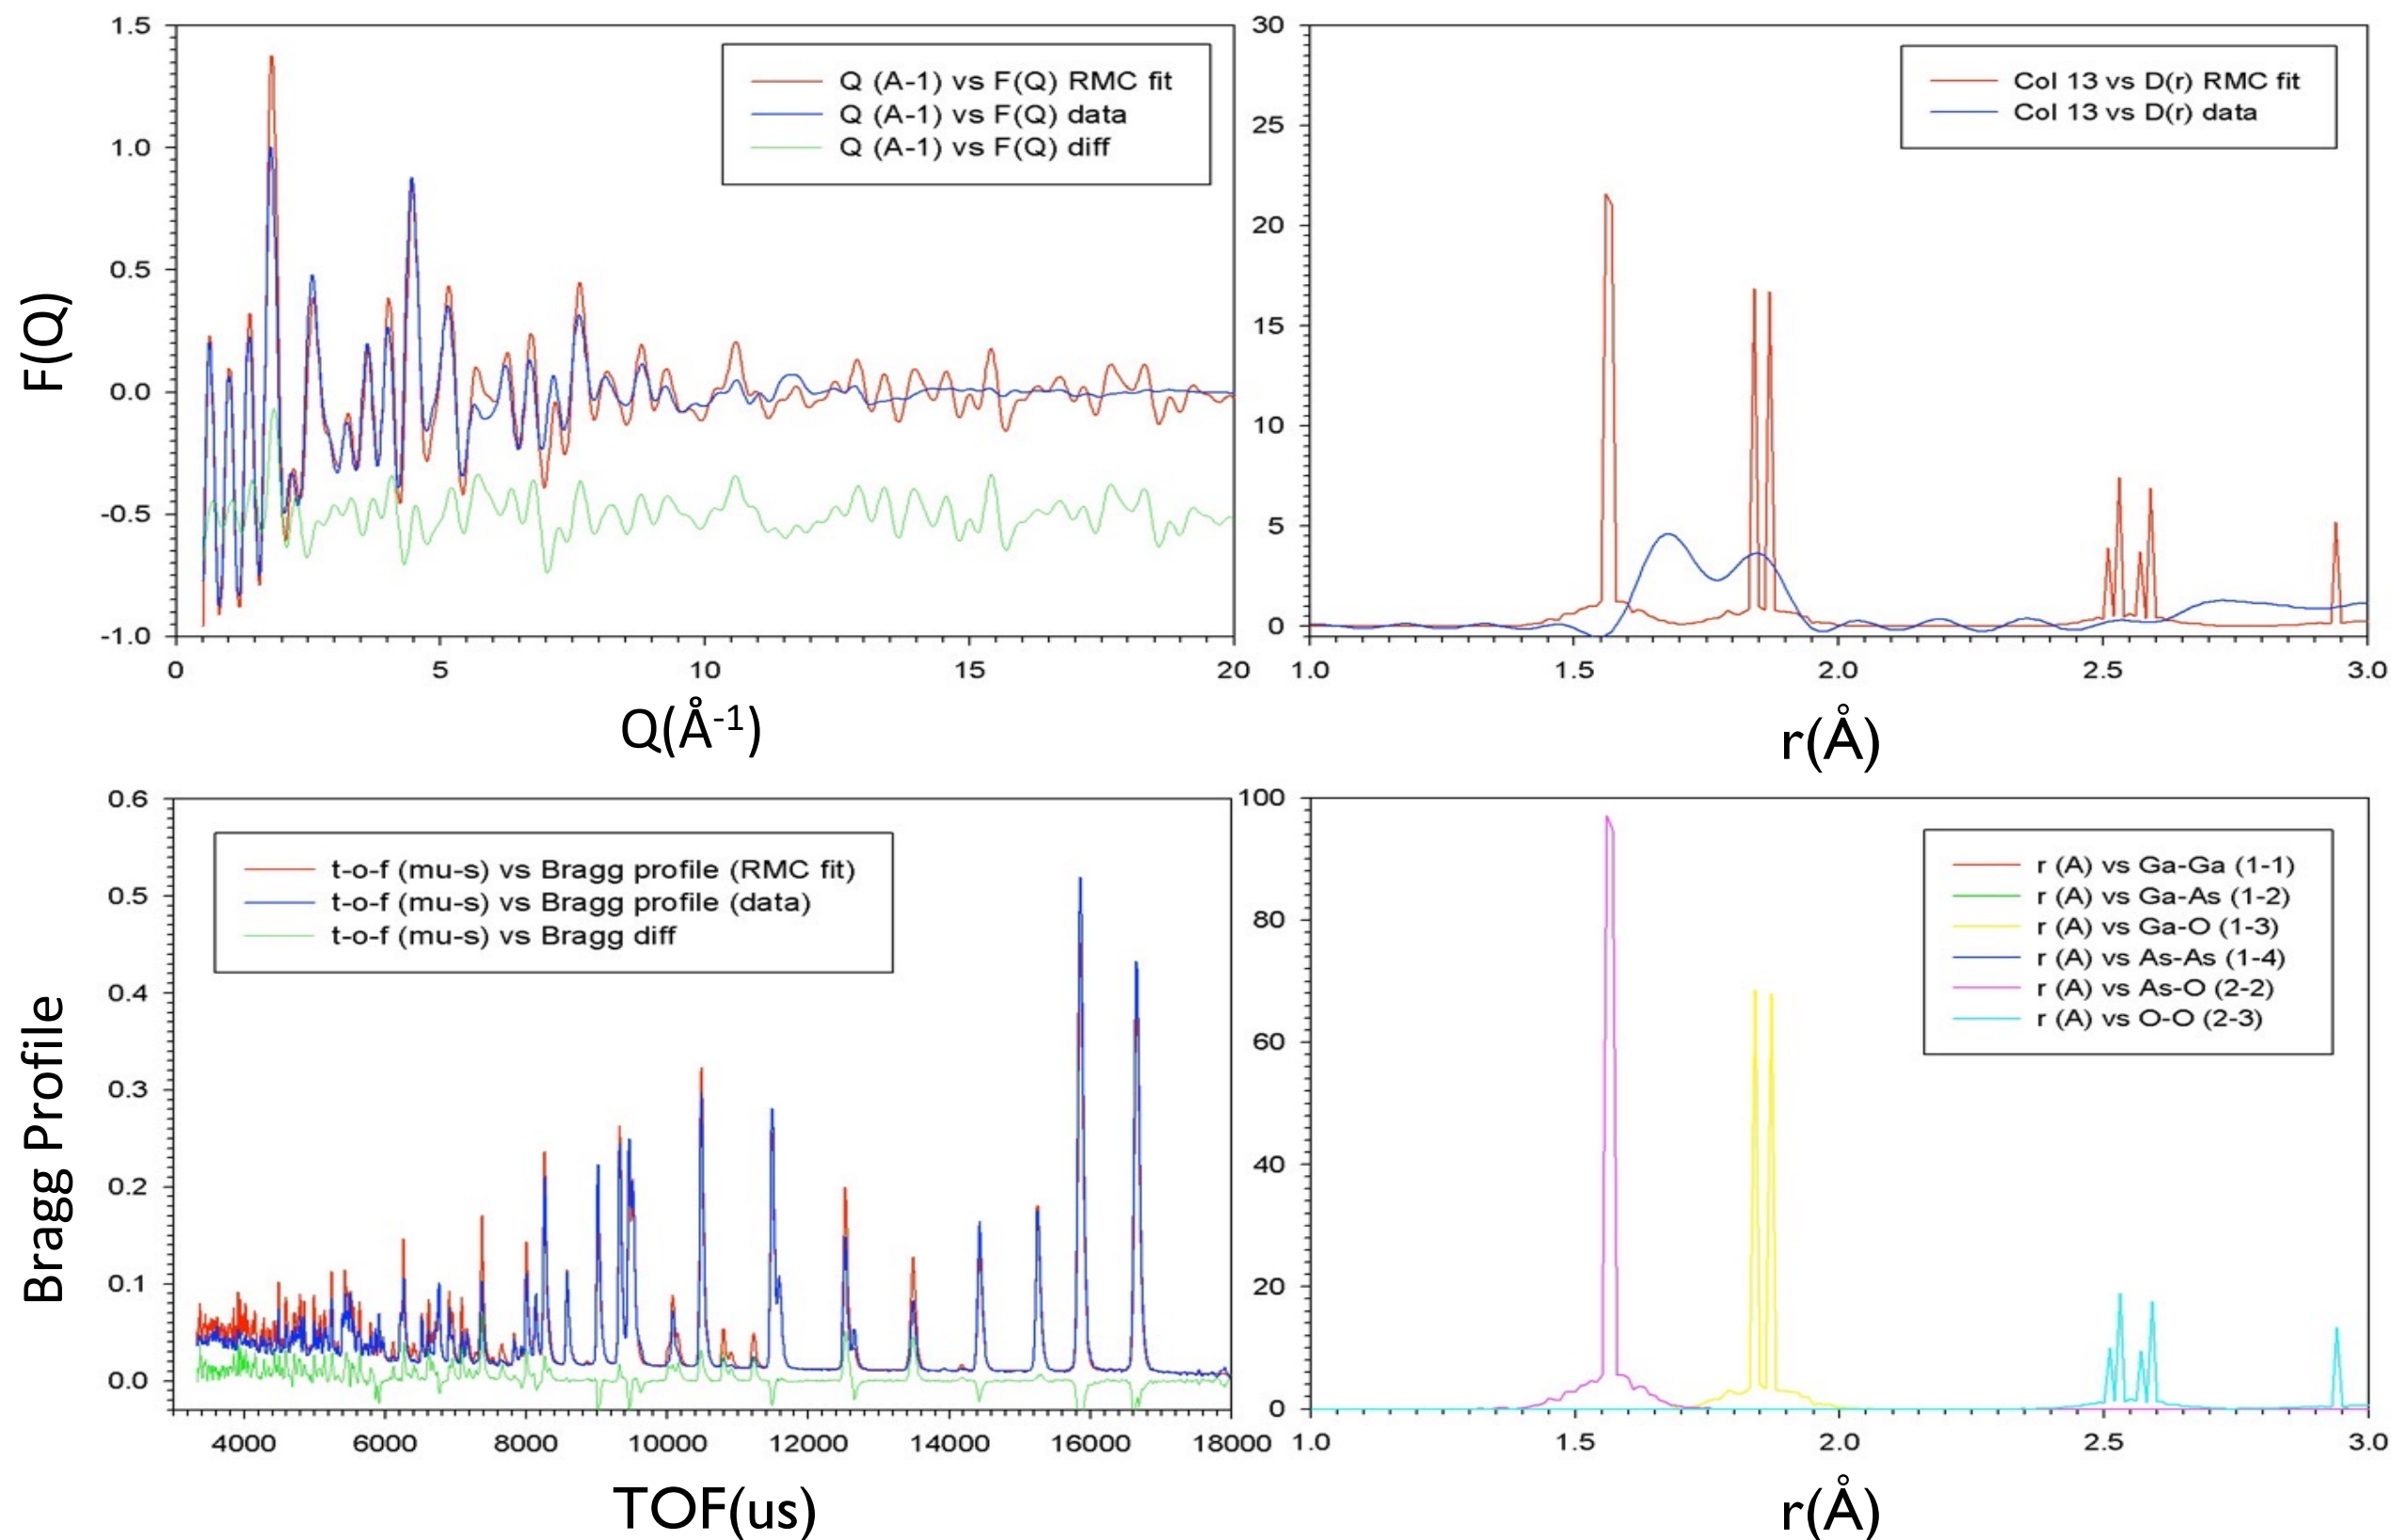 1.5
1.0
0.5
0.0
-0.5
-1.0
F(Q)
Q (A-1) vs F(Q) RMC fit
Q (A-1) vs F(Q) data
Q (A-1) vs F(Q) diff
0 5 10 15 20
Q(Å-1)
30
25
20
15
10
5
0
Col 13 vs D(r) RMC fit
Col 13 vs D(r) data
1.0 1.5 2.0 2.5 3.0
r(Å)
0.6
0.5
0.4
0.3
0.2
0.1
0.0
Bragg Profile
t-o-f (mu-s) vs Bragg profile (RMC fit)
t-o-f (mu-s) vs Bragg profile (data)
t-o-f (mu-s) vs Bragg diff
4000 6000 8000 10000 12000 14000 16000 18000
TOF(us)
100
80
60
40
20
0
r (A) vs Ga-Ga (1-1)
r (A) vs Ga-As (1-2)
r (A) vs Ga-O (1-3)
r (A) vs As-As (1-4)
r (A) vs As-O (2-2)
r (A) vs O-O (2-3)
1.0 1.5 2.0 2.5 3.0
r(Å)